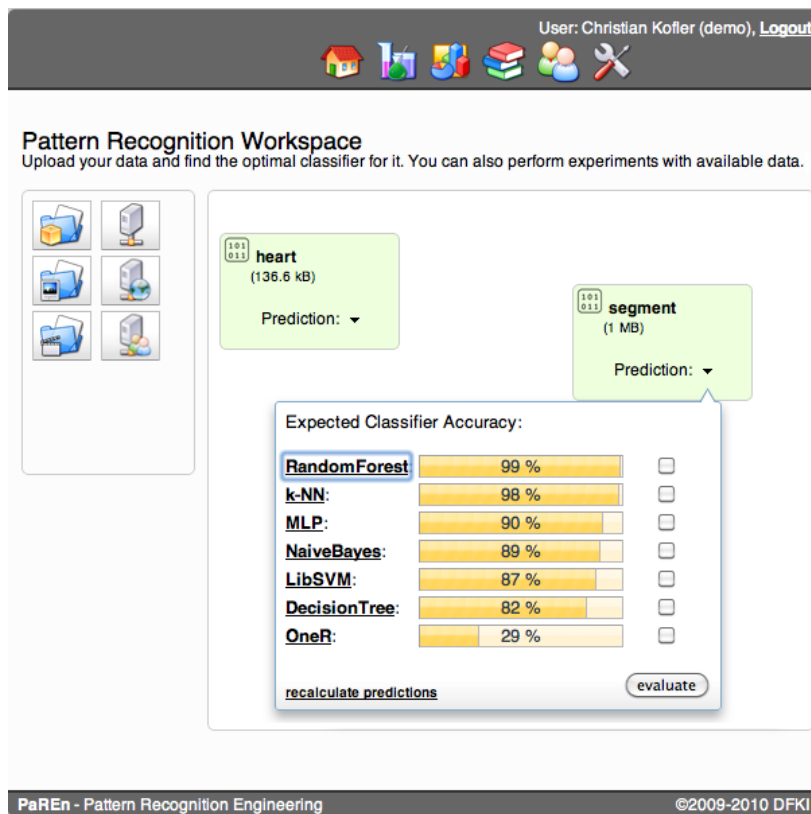 User: Christian Kofler (demo), Logout
Pattern Recognition Workspace
Upload your data and find the optimal classifier for it. You can also perform experiments with available data.
101
011
heart
(136.6 kB)
Prediction:
101
011
segment
(1 MB)
Prediction:
Expected Classifier Accuracy:
RandomForest: 99 %
k-NN: 98 %
MLP: 90 %
NaiveBayes: 89 %
LibSVM: 87 %
DecisionTree: 82 %
OneR: 29 %
recalculate predictions
evaluate
PaREn - Pattern Recognition Engineering
©2009-2010 DFKI